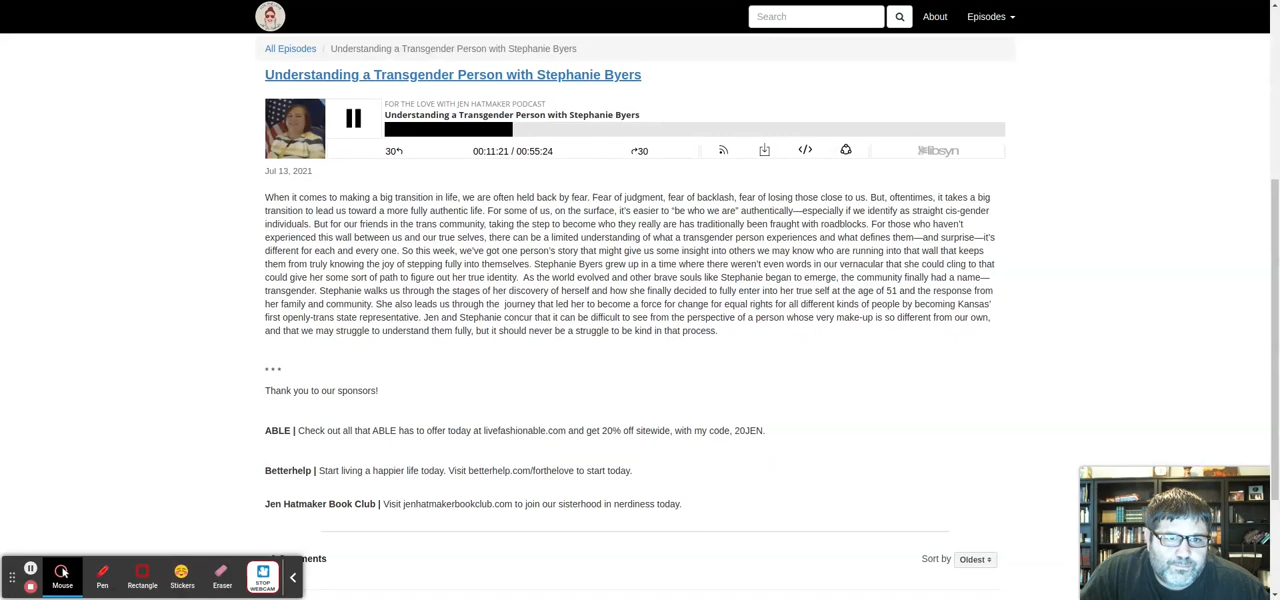 Search
About
Episodes
All Episodes / Understanding a Transgender Person with Stephanie Byers
Understanding a Transgender Person with Stephanie Byers
FOR THE LOVE WITH JEN HATMAKER PODCAST
Understanding a Transgender Person with Stephanie Byers
30 00:11:21 / 00:55:24 30 </> libsyn
Jul 13, 2021
When it comes to making a big transition in life, we are often held back by fear. Fear of judgment, fear of backlash, fear of losing those close to us. But, oftentimes, it takes a big
transition to lead us toward a more fully authentic life. For some of us, on the surface, it's easier to “be who we are” authentically—especially if we identify as straight cis-gender
individuals. But for our friends in the trans community, taking the step to become who they really are has traditionally been fraught with roadblocks. For those who haven't
experienced this wall between us and our true selves, there can be a limited understanding of what a transgender person experiences and what defines them—and surprise—it's
different for each and every one. So this week, we've got one person's story that might give us some insight into others we may know who are running into that wall that keeps
them from truly knowing the joy of stepping fully into themselves. Stephanie Byers grew up in a time where there weren't even words in our vernacular that she could cling to that
could give her some sort of path to figure out her true identity. As the world evolved and other brave souls like Stephanie began to emerge, the community finally had a name—
transgender. Stephanie walks us through the stages of her discovery of herself and how she finally decided to fully enter into her true self at the age of 51 and the response from
her family and community. She also leads us through the journey that led her to become a force for change for equal rights for all different kinds of people by becoming Kansas'
first openly-trans state representative. Jen and Stephanie concur that it can be difficult to see from the perspective of a person whose very make-up is so different from our own,
and that we may struggle to understand them fully, but it should never be a struggle to be kind in that process.
* * *
Thank you to our sponsors!
ABLE | Check out all that ABLE has to offer today at livefashionable.com and get 20% off sitewide, with my code, 20JEN.
Betterhelp | Start living a happier life today. Visit betterhelp.com/forthelove to start today.
Jen Hatmaker Book Club | Visit jenhatmakerbookclub.com to join our sisterhood in nerdiness today.
Sort by Oldest
Mouse
Pen
Rectangle
Stickers
Eraser
STOP
WEBCAM